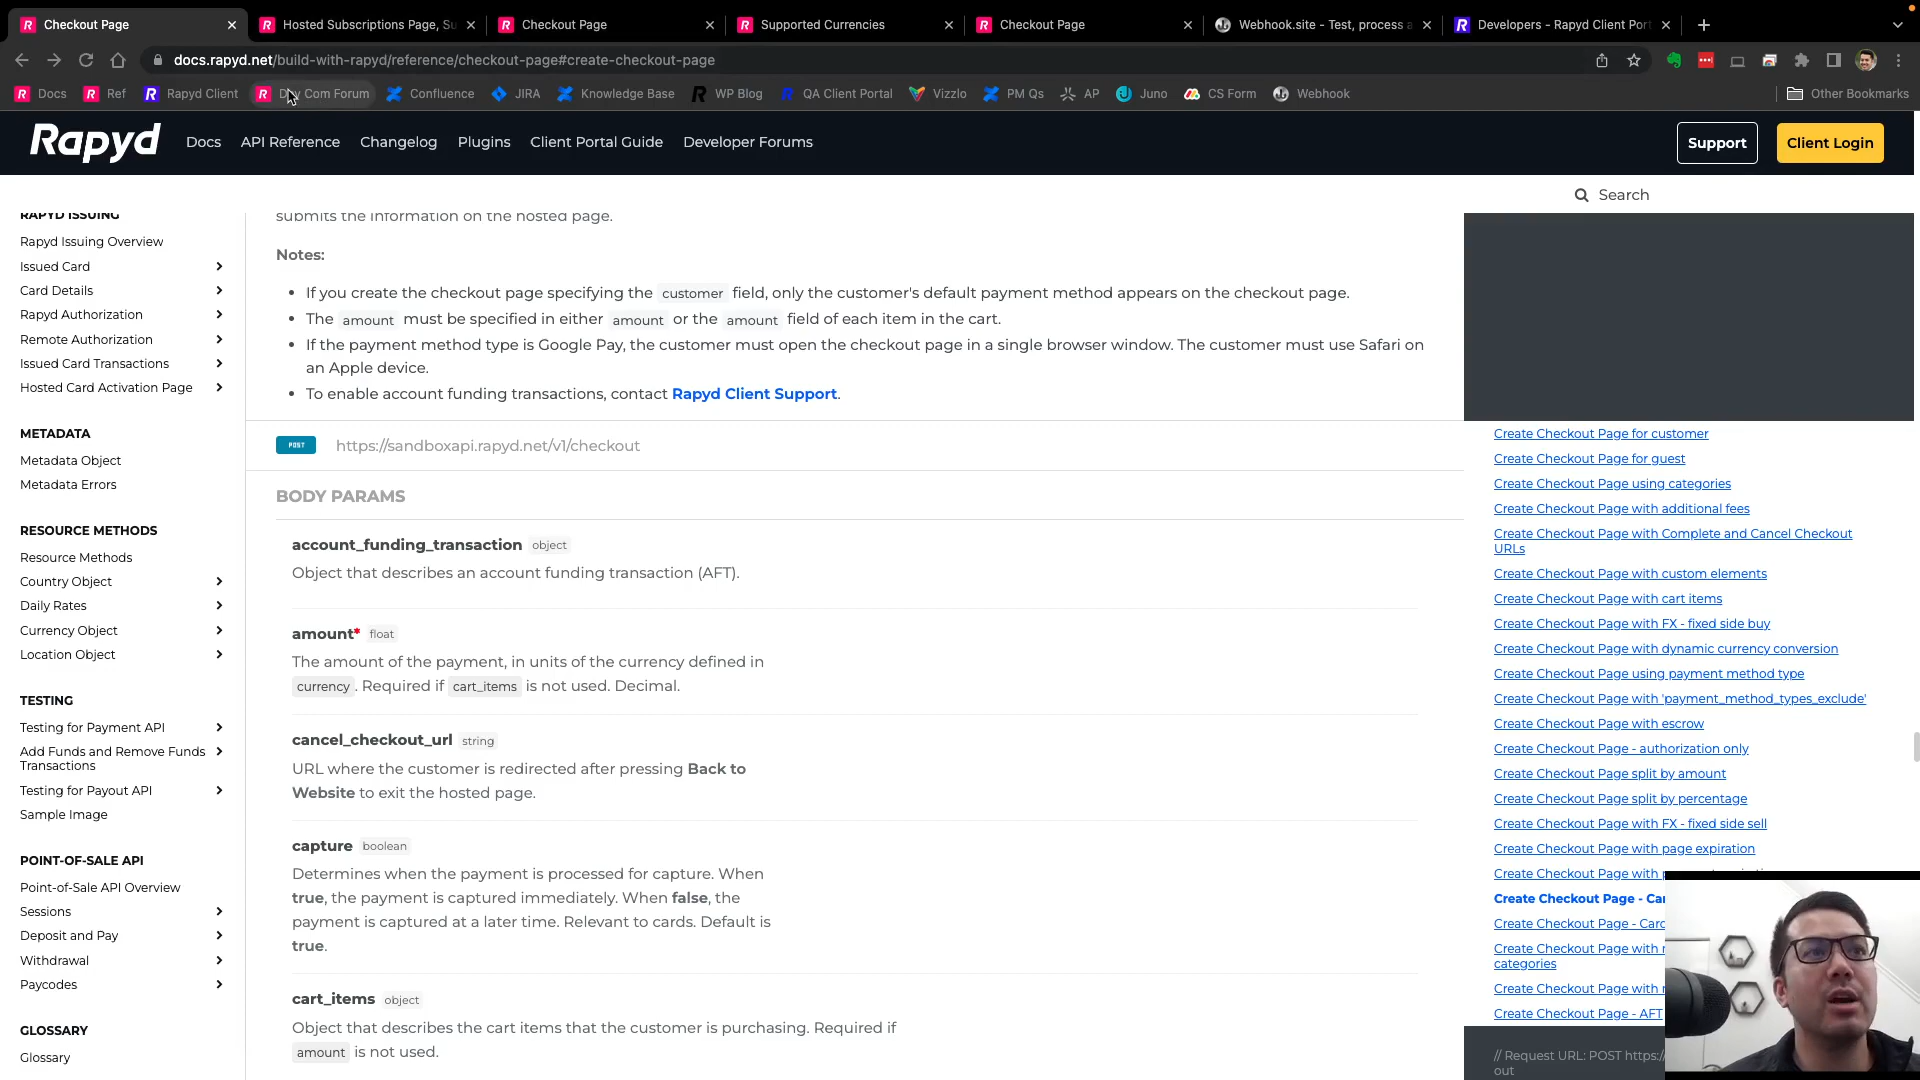 Checkout Page
Hosted Subscriptions Page, Su
Checkout Page
Supported Currencies
Checkout Page
Webhook.site - Test, process a
Developers - Rapyd Client Port
docs.rapyd.net/build-with-rapyd/reference/checkout-page#create-checkout-page
Docs
Ref
Rapyd Client
Dev Com Forum
Confluence
JIRA
Knowledge Base
WP Blog
QA Client Portal
Vizzlo
PM Qs
AP
Juno
CS Form
Webhook
Other Bookmarks
Rapyd
Docs
API Reference
Changelog
Plugins
Client Portal Guide
Developer Forums
Support
Client Login
Search
RAPYD ISSUING
Rapyd Issuing Overview
Issued Card
Card Details
Rapyd Authorization
Remote Authorization
Issued Card Transactions
Hosted Card Activation Page
METADATA
Metadata Object
Metadata Errors
RESOURCE METHODS
Resource Methods
Country Object
Daily Rates
Currency Object
Location Object
TESTING
Testing for Payment API
Add Funds and Remove Funds
Transactions
Testing for Payout API
Sample Image
POINT-OF-SALE API
Point-of-Sale API Overview
Sessions
Deposit and Pay
Withdrawal
Paycodes
GLOSSARY
Glossary
submits the information on the hosted page.
Notes:
• If you create the checkout page specifying the customer field, only the customer's default payment method appears on the checkout page.
• The amount must be specified in either amount or the amount field of each item in the cart.
• If the payment method type is Google Pay, the customer must open the checkout page in a single browser window. The customer must use Safari on
an Apple device.
• To enable account funding transactions, contact Rapyd Client Support.
POST https://sandboxapi.rapyd.net/v1/checkout
BODY PARAMS
account_funding_transaction object
Object that describes an account funding transaction (AFT).
amount* float
The amount of the payment, in units of the currency defined in
currency. Required if cart_items is not used. Decimal.
cancel_checkout_url string
URL where the customer is redirected after pressing Back to
Website to exit the hosted page.
capture boolean
Determines when the payment is processed for capture. When
true, the payment is captured immediately. When false, the
payment is captured at a later time. Relevant to cards. Default is
true.
cart_items object
Object that describes the cart items that the customer is purchasing. Required if
amount is not used.
Create Checkout Page for customer
Create Checkout Page for guest
Create Checkout Page using categories
Create Checkout Page with additional fees
Create Checkout Page with Complete and Cancel Checkout
URLs
Create Checkout Page with custom elements
Create Checkout Page with cart items
Create Checkout Page with FX - fixed side buy
Create Checkout Page with dynamic currency conversion
Create Checkout Page using payment method type
Create Checkout Page with 'payment_method_types_exclude'
Create Checkout Page with escrow
Create Checkout Page - authorization only
Create Checkout Page split by amount
Create Checkout Page split by percentage
Create Checkout Page with FX - fixed side sell
Create Checkout Page with page expiration
Create Checkout Page with
Create Checkout Page - Car
Create Checkout Page - Card
Create Checkout Page with
categories
Create Checkout Page with
Create Checkout Page - AFT
// Request URL: POST https:/
out